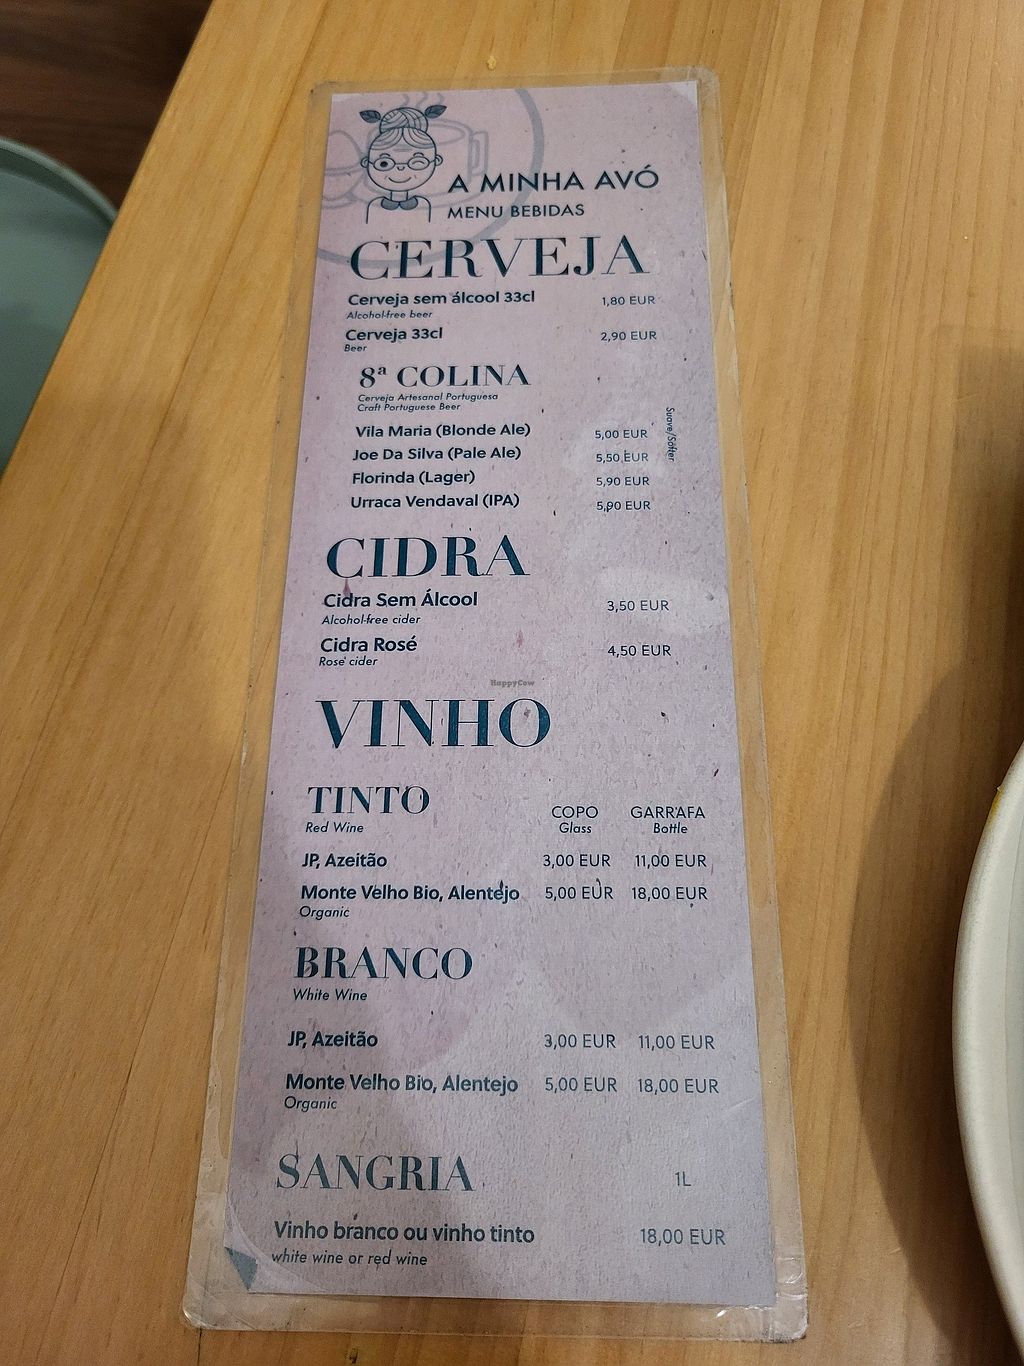 A MINHA AVÓ
MENU BEBIDAS
CERVEJA
Cerveja sem álcool 33cl 1,80 EUR
Alcohol-free beer
Cerveja 33cl 2,90 EUR
Beer
8ª COLINA
Cerveja Artesanal Portuguesa
Craft Portuguese Beer
Suave/Softer
Vila Maria (Blonde Ale) 5,00 EUR
Joe Da Silva (Pale Ale) 5,50 EUR
Florinda (Lager) 5,90 EUR
Urraca Vendaval (IPA) 5,90 EUR
CIDRA
Cidra Sem Álcool 3,50 EUR
Alcohol-free cider
Cidra Rosé 4,50 EUR
Rosé cider
HappyCow
VINHO
TINTO COPO GARRAFA
Red Wine Glass Bottle
JP, Azeitão 3,00 EUR 11,00 EUR
Monte Velho Bio, Alentejo 5,00 EUR 18,00 EUR
Organic
BRANCO
White Wine
JP, Azeitão 3,00 EUR 11,00 EUR
Monte Velho Bio, Alentejo 5,00 EUR 18,00 EUR
Organic
SANGRIA 1L
Vinho branco ou vinho tinto 18,00 EUR
white wine or red wine